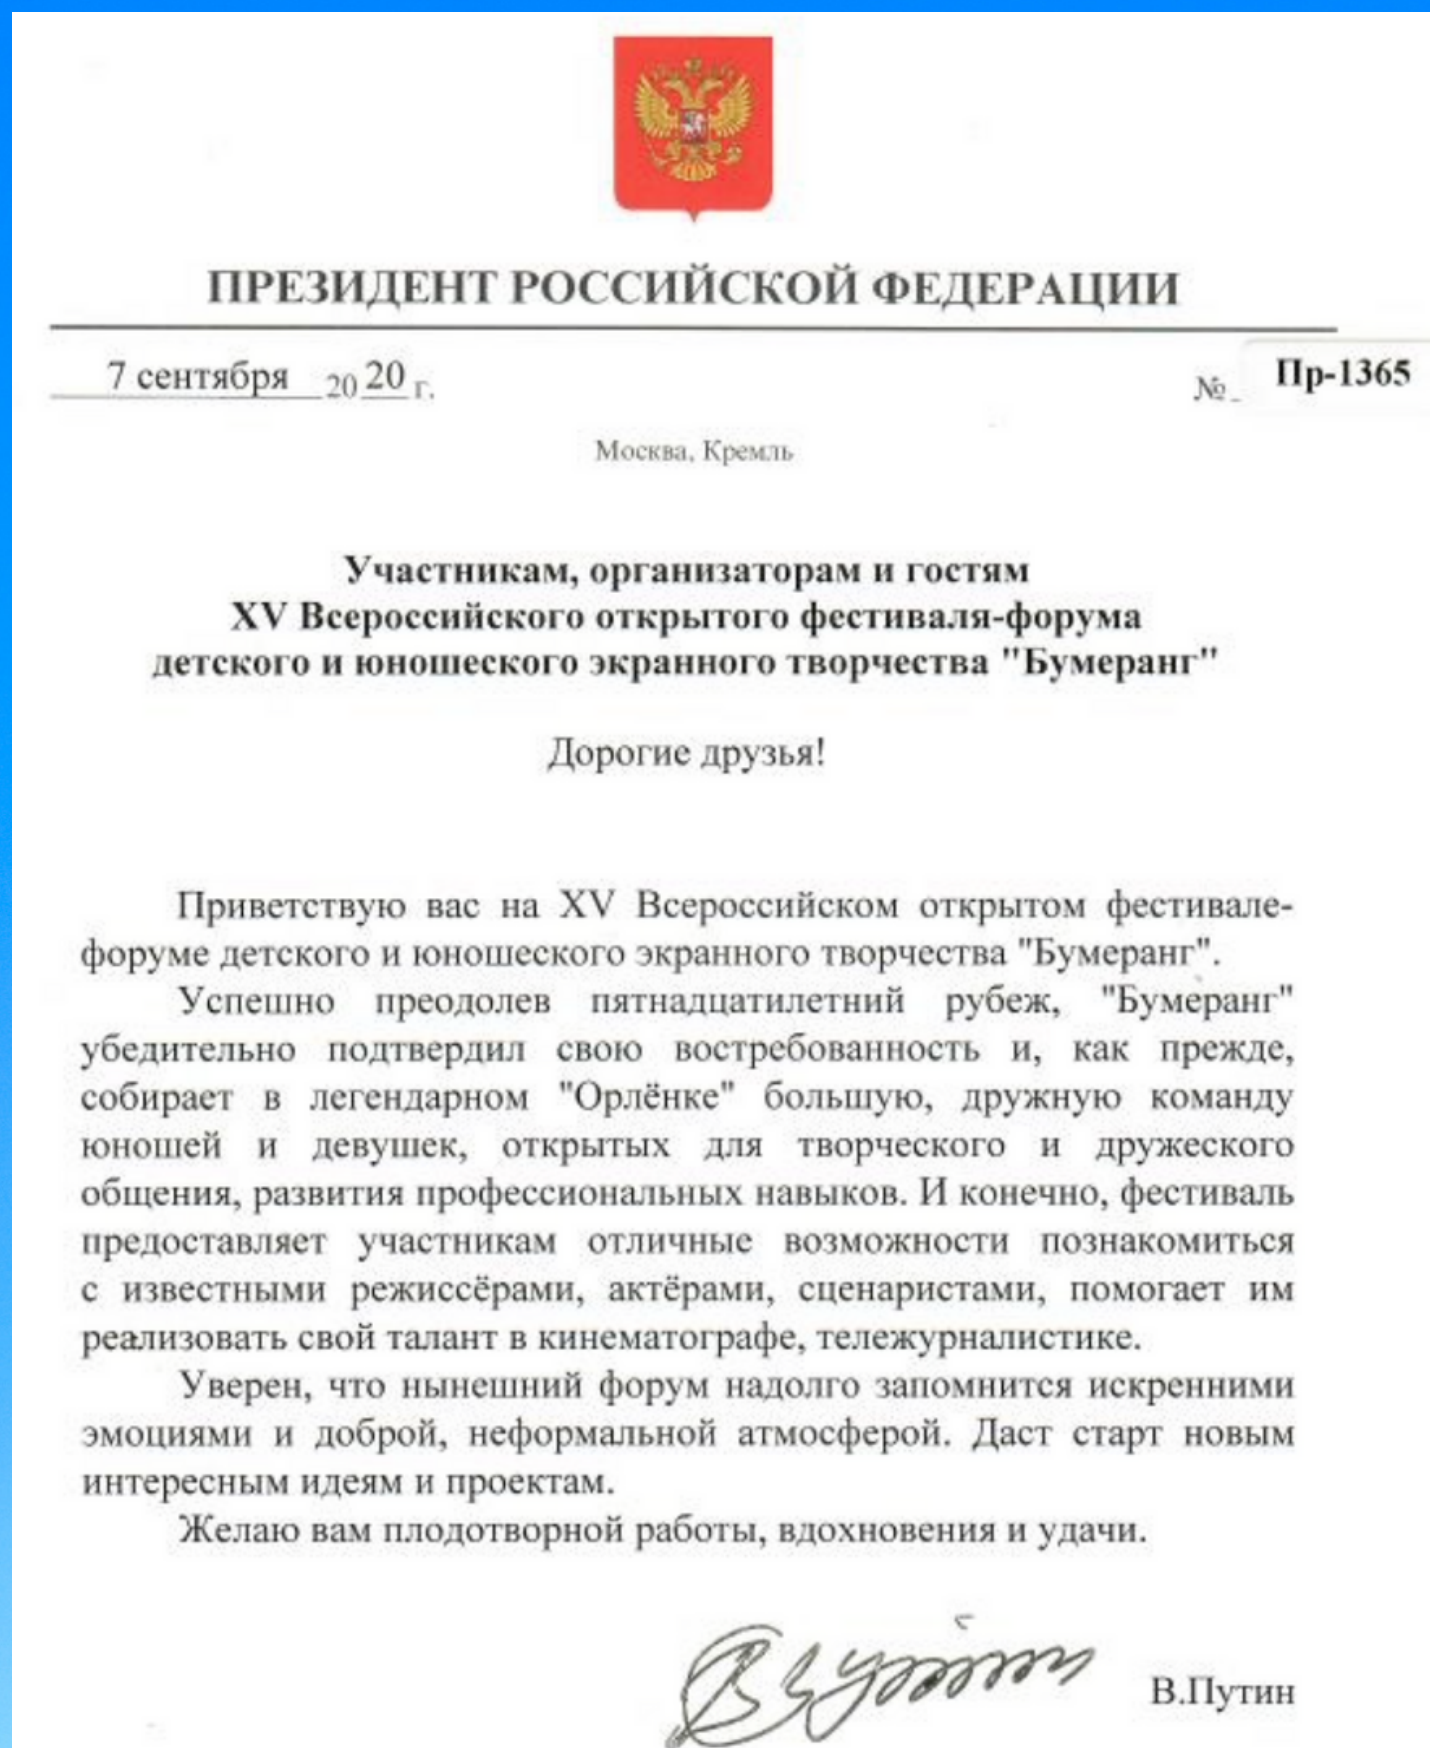 ПРЕЗИДЕНТ РОССИЙСКОЙ ФЕДЕРАЦИИ
7 сентября 2020 г.
№ Пр-1365
Москва, Кремль
Участникам, организаторам и гостям
XV Всероссийского открытого фестиваля-форума
детского и юношеского экранного творчества "Бумеранг"
Дорогие друзья!
Приветствую вас на XV Всероссийском открытом фестивале-
форуме детского и юношеского экранного творчества "Бумеранг".
Успешно преодолев пятнадцатилетний рубеж, "Бумеранг"
убедительно подтвердил свою востребованность и, как прежде,
собирает в легендарном "Орлёнке" большую, дружную команду
юношей и девушек, открытых для творческого и дружеского
общения, развития профессиональных навыков. И конечно, фестиваль
предоставляет участникам отличные возможности познакомиться
с известными режиссёрами, актёрами, сценаристами, помогает им
реализовать свой талант в кинематографе, тележурналистике.
Уверен, что нынешний форум надолго запомнится искренними
эмоциями и доброй, неформальной атмосферой. Даст старт новым
интересным идеям и проектам.
Желаю вам плодотворной работы, вдохновения и удачи.
В.Путин